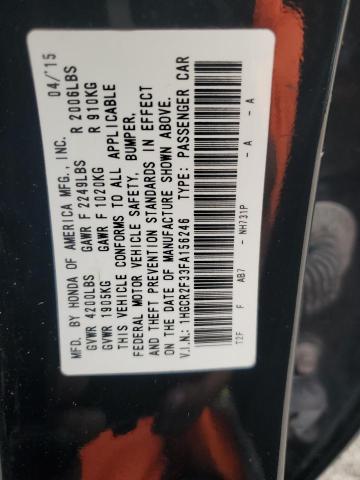 MFD. BY HONDA OF AMERICA MFG., INC. 04/'15
GVWR 4200LBS GAWR F 2249LBS R 2006LBS
GVWR 1905KG GAWR F 1020KG R 910KG
THIS VEHICLE CONFORMS TO ALL APPLICABLE
FEDERAL MOTOR VEHICLE SAFETY, BUMPER,
AND THEFT PREVENTION STANDARDS IN EFFECT
ON THE DATE OF MANUFACTURE SHOWN ABOVE.
V.I.N.: 1HGCR2F33FA156246 TYPE: PASSENGER CAR
T2F F AB7 - NH731P - A - A